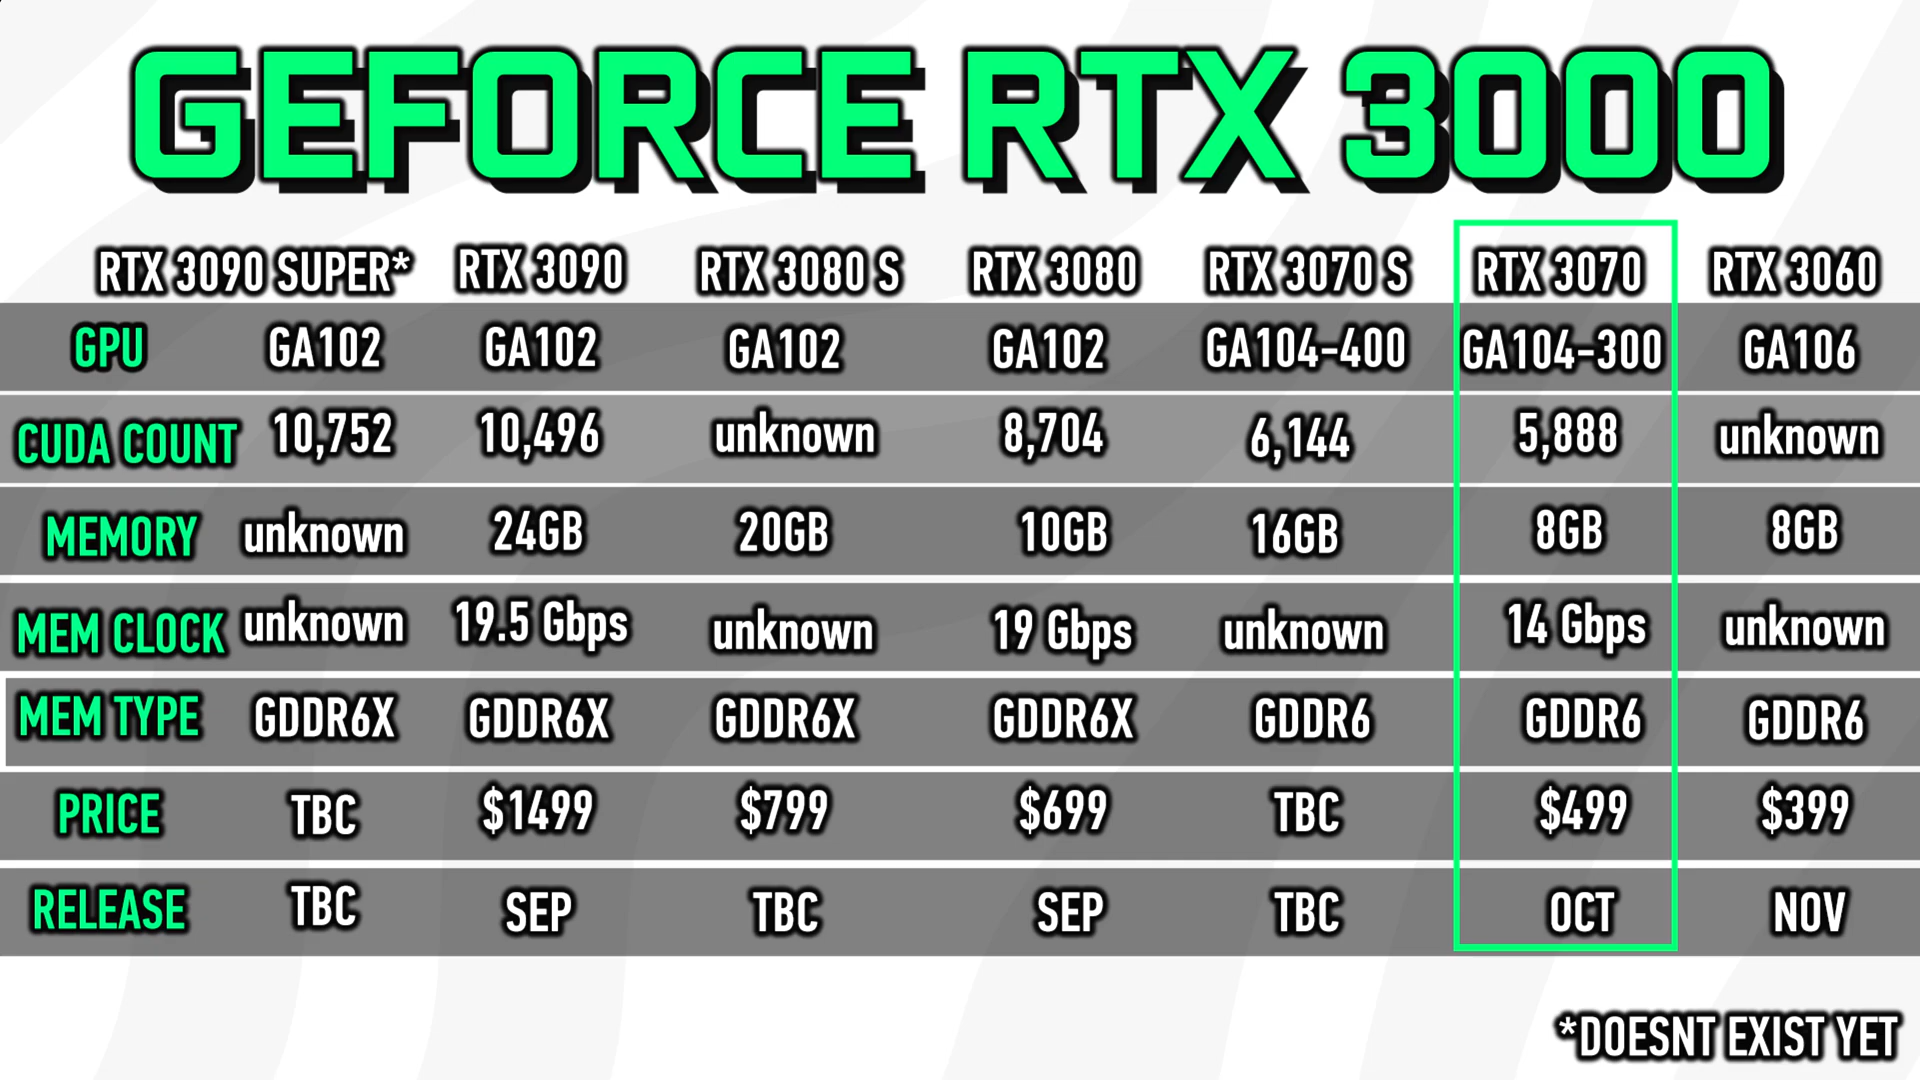 GEFORCE RTX 3000
RTX 3090 SUPER* RTX 3090 RTX 3080 S RTX 3080 RTX 3070 S RTX 3070 RTX 3060
GPU GA102 GA102 GA102 GA102 GA104-400 GA104-300 GA106
CUDA COUNT 10,752 10,496 unknown 8,704 6,144 5,888 unknown
MEMORY unknown 24GB 20GB 10GB 16GB 8GB 8GB
MEM CLOCK unknown 19.5 Gbps unknown 19 Gbps unknown 14 Gbps unknown
MEM TYPE GDDR6X GDDR6X GDDR6X GDDR6X GDDR6 GDDR6 GDDR6
PRICE TBC $1499 $799 $699 TBC $499 $399
RELEASE TBC SEP TBC SEP TBC OCT NOV
*DOESNT EXIST YET